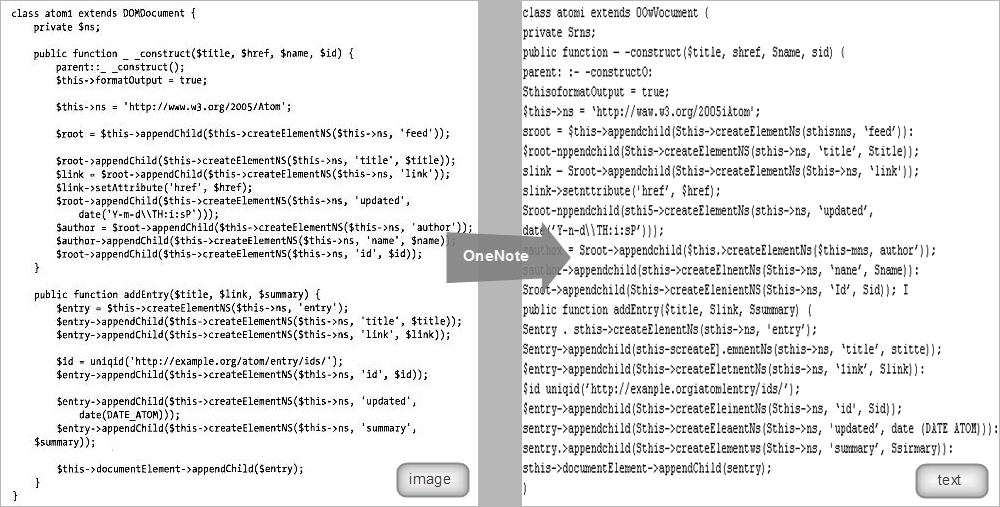 class atom1 extends DOMDocument {
private $ns;
public function _ _construct($title, $href, $name, $id) {
parent::_ _construct();
$this->formatOutput = true;
$this->ns = 'http://www.w3.org/2005/Atom';
$root = $this->appendChild($this->createElementNS($this->ns, 'feed'));
$root->appendChild($this->createElementNS($this->ns, 'title', $title));
$link = $root->appendChild($this->createElementNS($this->ns, 'link'));
$link->setAttribute('href', $href);
$root->appendChild($this->createElementNS($this->ns, 'updated',
date('Y-m-d\\TH:i:sP')));
$author = $root->appendChild($this->createElementNS($this->ns, 'author'));
$author->appendChild($this->createElementNS($this->ns, 'name', $name));
$root->appendChild($this->createElementNS($this->ns, 'id', $id));
}
public function addEntry($title, $link, $summary) {
$entry = $this->createElementNS($this->ns, 'entry');
$entry->appendChild($this->createElementNS($this->ns, 'title', $title));
$entry->appendChild($this->createElementNS($this->ns, 'link', $link));
$id = uniqid('http://example.org/atom/entry/ids/');
$entry->appendChild($this->createElementNS($this->ns, 'id', $id));
$entry->appendChild($this->createElementNS($this->ns, 'updated',
date(DATE_ATOM)));
$entry->appendChild($this->createElementNS($this->ns, 'summary',
$summary));
$this->documentElement->appendChild($entry);
}
}
image
OneNote
class atomi extends OOwVocument {
private Srns;
public function – -construct($title, shref, Sname, sid) (
parent: :- -constructO:
SthisoformatOutput = true;
$this->ns = ‘http://waw.w3.org/2005iAtom’;
sroot = $this->appendchild(Sthis->createElementNs(sthisnns, ‘feed’)):
$root-nppendchild(Sthis->createElementNS(sthis->ns, ‘title’, Stitle));
slink – Sroot->appendchild(Sthis->createElementNs(Sthis->ns, ‘link'));
slink->setnttribute('href’, $href);
Sroot-nppendchild(sthi5->createElementNs(sthis->ns, ‘updated’,
date(’Y-n-d\\TH:i:sP’)));
= Sroot->appendchild($this.>createElementNs($this-mns, author’));
sauthor->appendchild(sthis->createElnentNs(Sthis->ns, ‘nane’, Sname)):
Sroot->appendchild(Sthis->createElenientNS(Sthis->ns, ‘Id’, Sid)); I
public function addEntry($title, Slink, Ssummary) (
Sentry . sthis->createElenentNs(sthis->ns, 'entry’);
Sentry->appendchild(sthis-screateE].emnentNs(sthis->ns, ‘title’, stitte));
$entry->appendchild(sthis->createEletnentNs(sthis->ns, ‘1ink’, Slink)):
$id uniqid(’http://example.orgiatomlentry/ids/’);
$entry->appendchild(Sthis->createEleinentNs(Sthis->ns, ‘id', Sid));
sentry->appendchild(Sthis->createEleaentNs(Sthis->ns, 'updated’, date (DATE ATOM))):
sentry.>appendchild(Sthis->createElementws(Sthis->ns, 'summary’, Ssirmary)):
sthis->documentElement->appendChild(sentry);
)
text